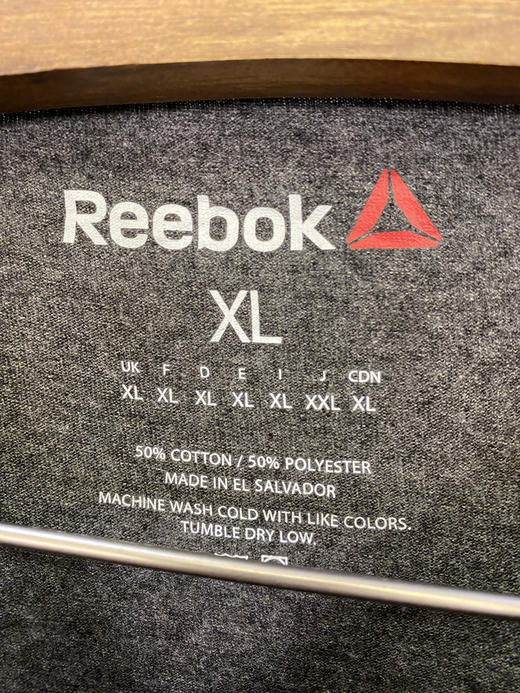 Reebok
XL
UK F D E I J CDN
XL XL XL XL XL XXL XL
50% COTTON / 50% POLYESTER
MADE IN EL SALVADOR
MACHINE WASH COLD WITH LIKE COLORS.
TUMBLE DRY LOW.